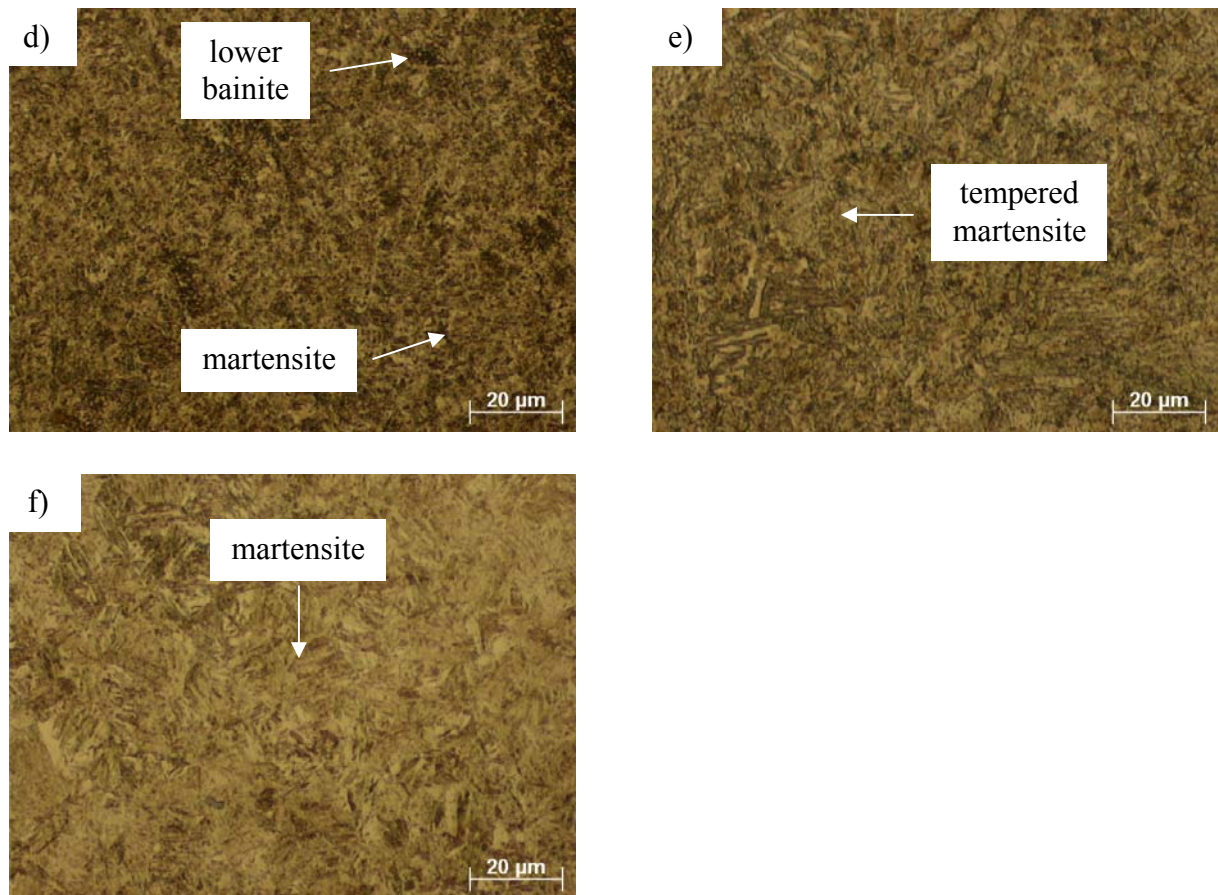 d)
lower
bainite
martensite
20 µm
e)
tempered
martensite
20 µm
f)
martensite
20 µm